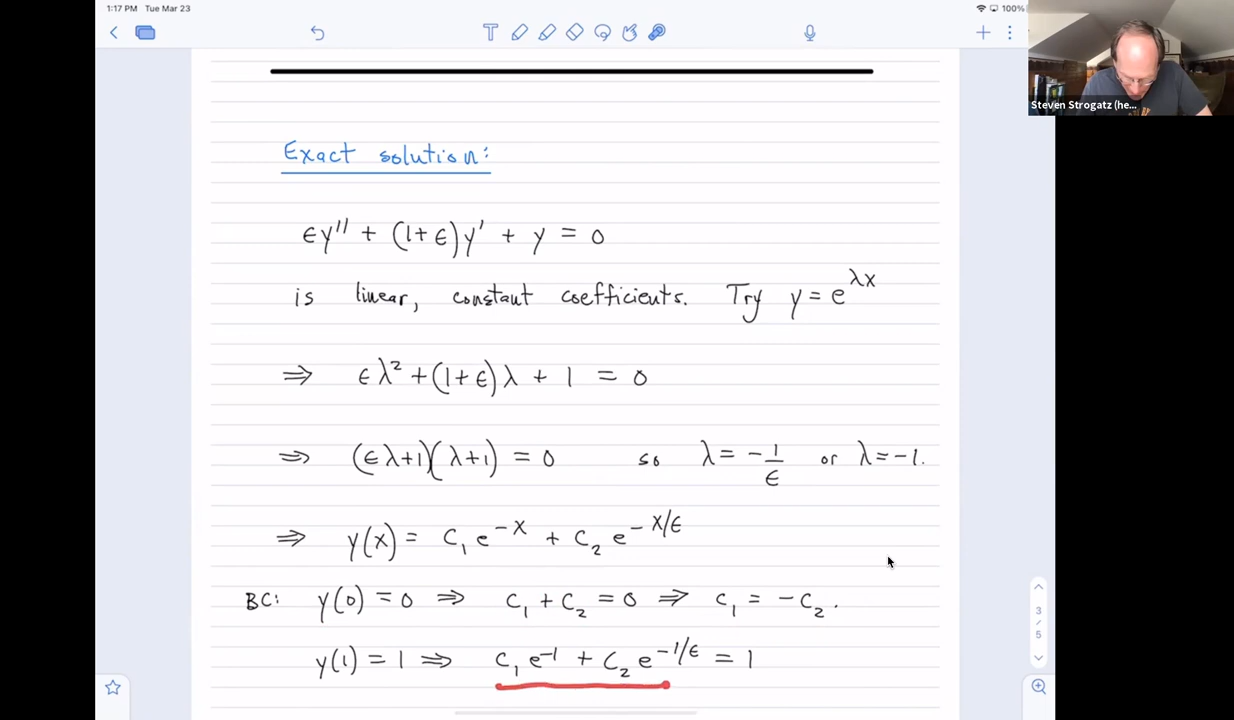 1:17 PM Tue Mar 23
100%
Steven Strogatz (he...
Exact solution:
εy'' + (1+ε)y' + y = 0
is linear, constant coefficients. Try y = e^{λx}
⇒ ελ² + (1+ε)λ + 1 = 0
⇒ (ελ+1)(λ+1) = 0 so λ = -1/ε or λ = -1.
⇒ y(x) = c₁e^{-x} + c₂e^{-x/ε}
BC: y(0) = 0 ⇒ c₁ + c₂ = 0 ⇒ c₁ = -c₂.
y(1) = 1 ⇒ c₁e^{-1} + c₂e^{-1/ε} = 1
3
/
5